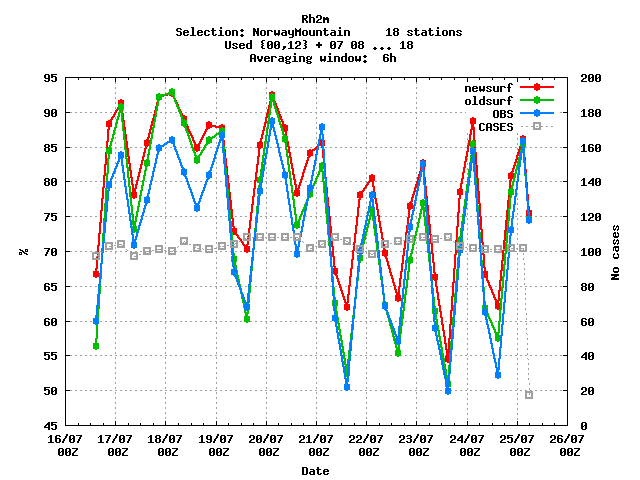 Rh2m
Selection: NorwayMountain 18 stations
Used {00,12} + 07 08 ... 18
Averaging window: 6h
newsurf
oldsurf
OBS
CASES
95
90
85
80
75
70
65
60
55
50
45
%
200
180
160
140
120
100
80
60
40
20
0
No cases
16/07 17/07 18/07 19/07 20/07 21/07 22/07 23/07 24/07 25/07 26/07
00Z 00Z 00Z 00Z 00Z 00Z 00Z 00Z 00Z 00Z 00Z
Date